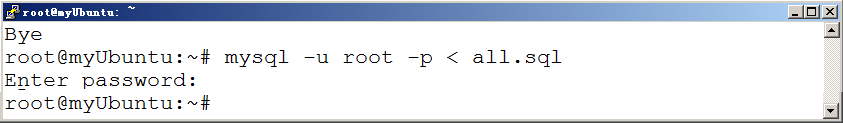 root@myUbuntu: ~
Bye
root@myUbuntu:~# mysql -u root -p < all.sql
Enter password:
root@myUbuntu:~#